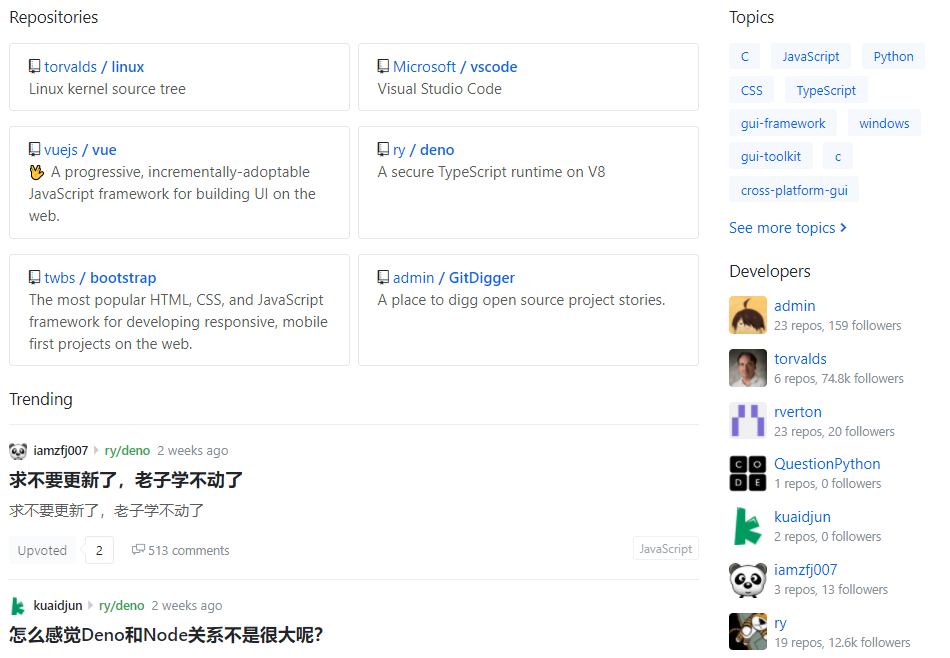 Repositories
torvalds / linux
Linux kernel source tree
Microsoft / vscode
Visual Studio Code
vuejs / vue
🖖 A progressive, incrementally-adoptable
JavaScript framework for building UI on the
web.
ry / deno
A secure TypeScript runtime on V8
twbs / bootstrap
The most popular HTML, CSS, and JavaScript
framework for developing responsive, mobile
first projects on the web.
admin / GitDigger
A place to digg open source project stories.
Trending
iamzfj007 ry/deno 2 weeks ago
求不要更新了，老子学不动了
求不要更新了，老子学不动了
Upvoted 2 513 comments JavaScript
kuaidjun ry/deno 2 weeks ago
怎么感觉Deno和Node关系不是很大呢？
Topics
C JavaScript Python
CSS TypeScript
gui-framework windows
gui-toolkit c
cross-platform-gui
See more topics
Developers
admin
23 repos, 159 followers
torvalds
6 repos, 74.8k followers
rverton
23 repos, 20 followers
CODE
QuestionPython
1 repos, 0 followers
kuaidjun
2 repos, 0 followers
iamzfj007
3 repos, 13 followers
ry
19 repos, 12.6k followers